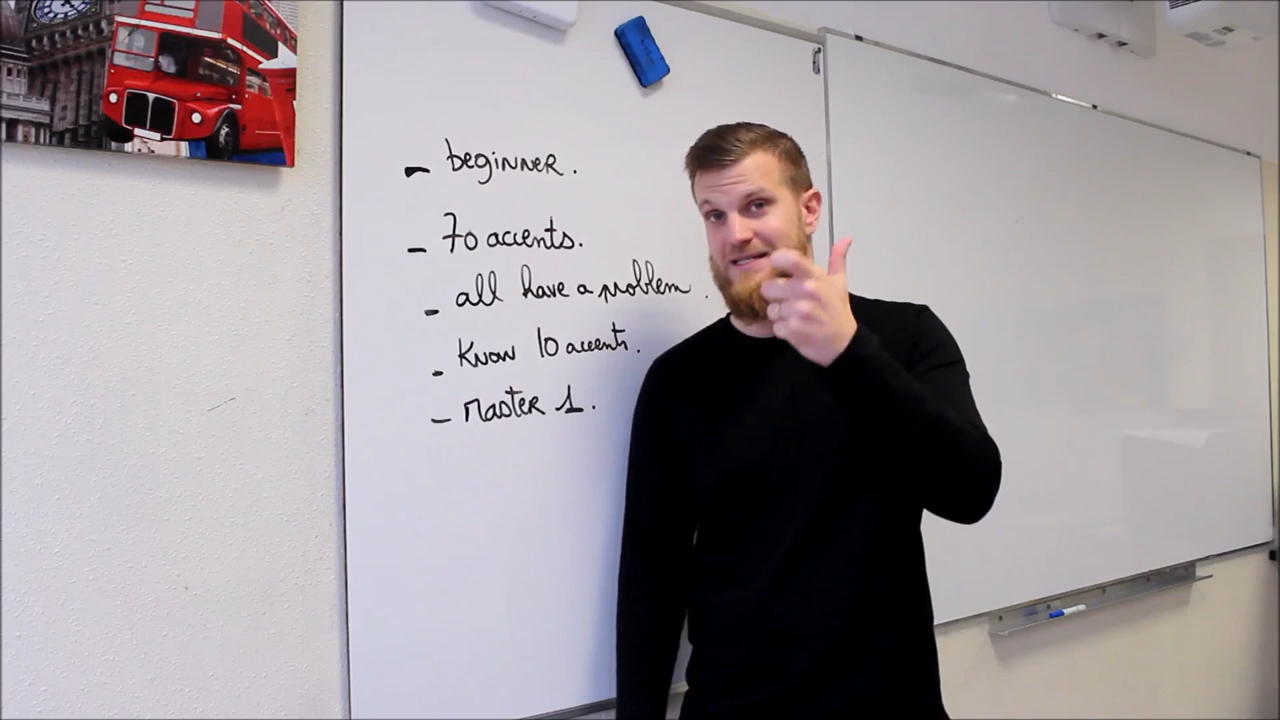 - beginner.
- 70 accents.
- all have a problem.
- Know 10 accents.
- Master 1.